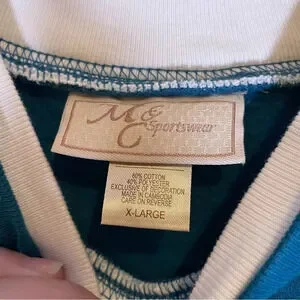 M&C
Sportswear
60% COTTON
40% POLYESTER
EXCLUSIVE OF DECORATION
MADE IN CAMBODIA
CARE ON REVERSE
X-LARGE